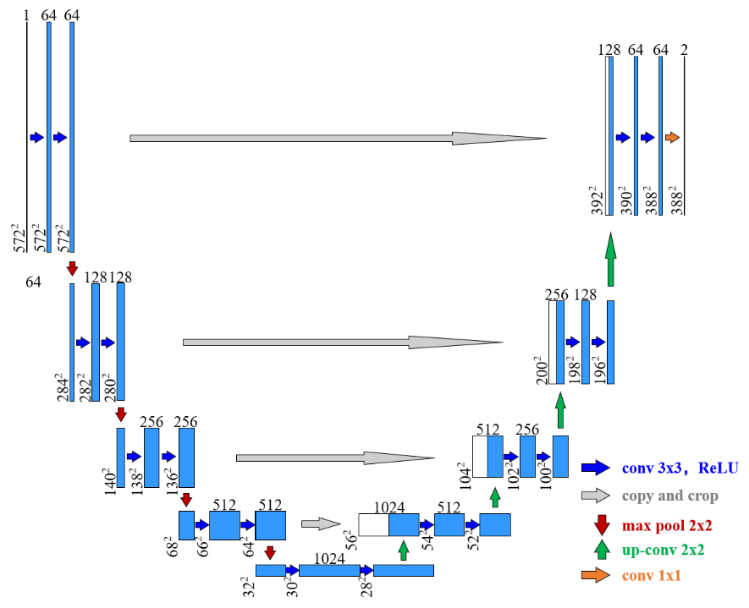 1 64 64
128 64 64 2
572² 572² 572²
392² 390² 388² 388²
64 128 128
256 128
284² 282² 280²
200² 198² 196²
256 256
512 256
140² 138² 136²
104² 102² 100²
512 512
1024 512
68² 66² 64²
56² 54² 52²
1024
32² 30² 28²
conv 3x3，ReLU
copy and crop
max pool 2x2
up-conv 2x2
conv 1x1